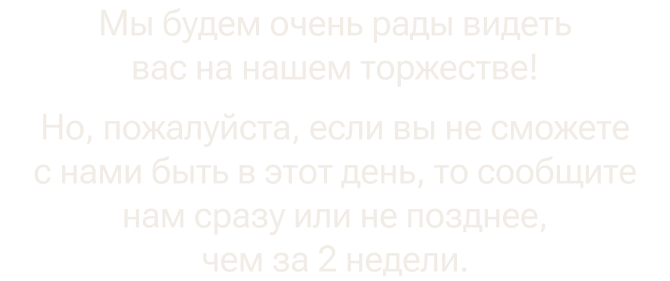 Мы будем очень рады видеть
вас на нашем торжестве!
Но, пожалуйста, если вы не сможете
с нами быть в этот день, то сообщите
нам сразу или не позднее,
чем за 2 недели.